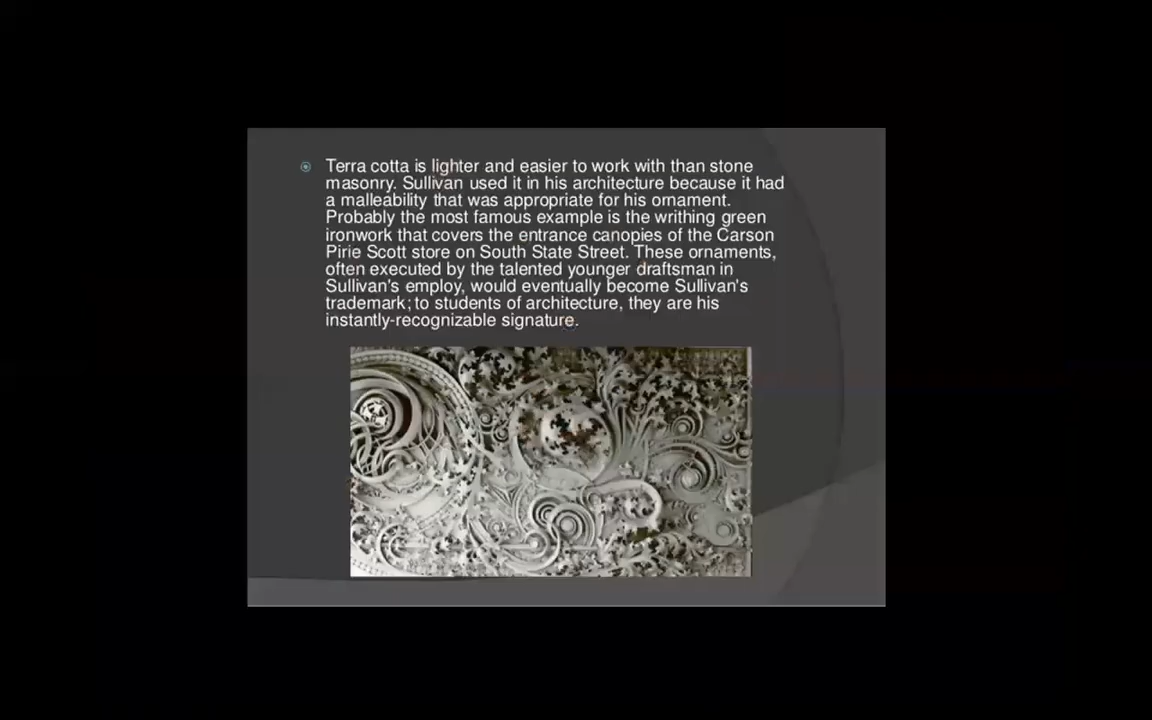 Terra cotta is lighter and easier to work with than stone
masonry. Sullivan used it in his architecture because it had
a malleability that was appropriate for his ornament.
Probably the most famous example is the writhing green
ironwork that covers the entrance canopies of the Carson
Pirie Scott store on South State Street. These ornaments,
often executed by the talented younger draftsman in
Sullivan's employ, would eventually become Sullivan's
trademark; to students of architecture, they are his
instantly-recognizable signature.